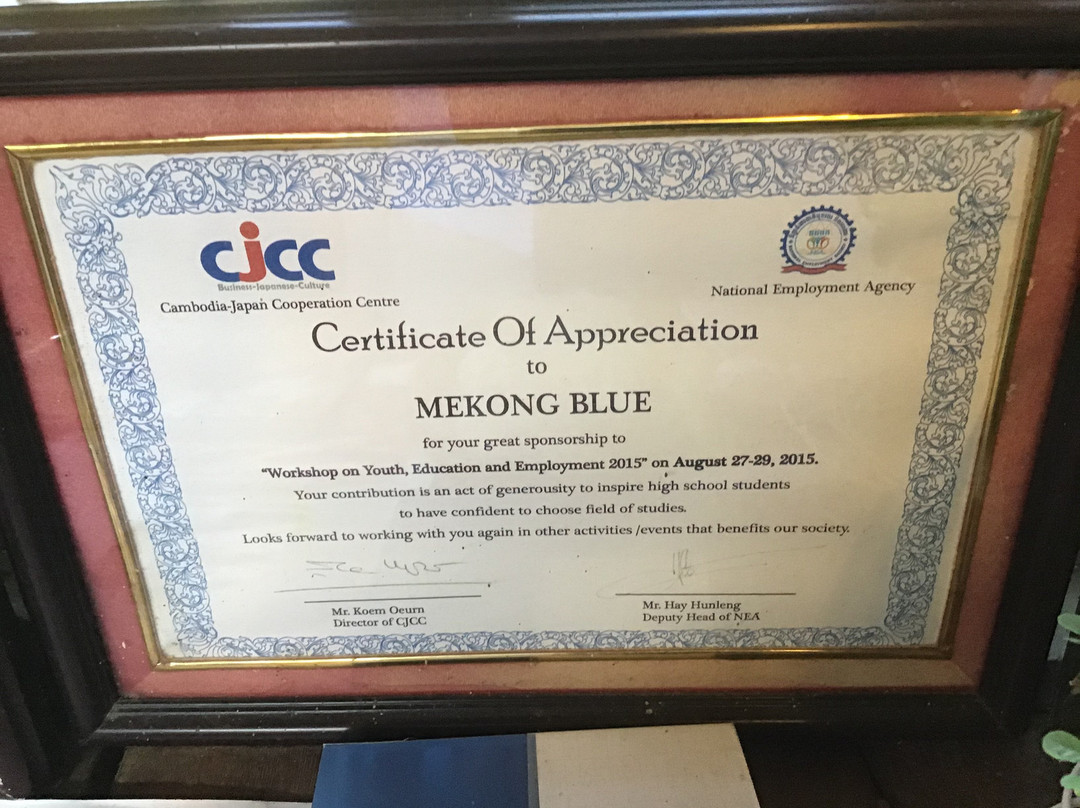 CJCC
Business-Japanese-Culture
Cambodia-Japan Cooperation Centre
National Employment Agency
Certificate Of Appreciation
to
MEKONG BLUE
for your great sponsorship to
“Workshop on Youth, Education and Employment 2015” on August 27-29, 2015.
Your contribution is an act of generousity to inspire high school students
to have confident to choose field of studies.
Looks forward to working with you again in other activities /events that benefits our society.
Mr. Koem Oeurn
Director of CJCC
Mr. Hay Hunleng
Deputy Head of NEA